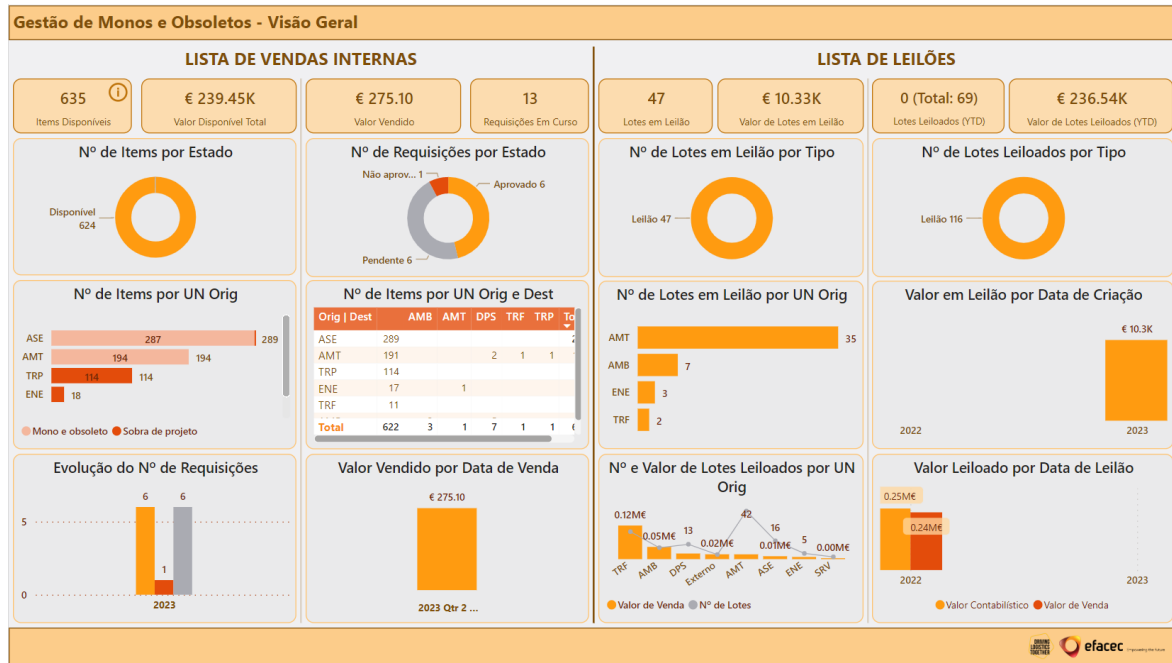 Gestão de Monos e Obsoletos - Visão Geral
LISTA DE VENDAS INTERNAS
LISTA DE LEILÕES
635
Items Disponíveis
€ 239.45K
Valor Disponível Total
€ 275.10
Valor Vendido
13
Requisições Em Curso
47
Lotes em Leilão
€ 10.33K
Valor de Lotes em Leilão
0 (Total: 69)
Lotes Leiloados (YTD)
€ 236.54K
Valor de Lotes Leiloados (YTD)
Nº de Items por Estado
Disponível
624
Nº de Requisições por Estado
Não aprov... 1
Aprovado 6
Pendente 6
Nº de Lotes em Leilão por Tipo
Leilão 47
Nº de Lotes Leiloados por Tipo
Leilão 116
Nº de Items por UN Orig
ASE 287 289
AMT 194 194
TRP 114 114
ENE 18
Mono e obsoleto Sobra de projeto
Nº de Items por UN Orig e Dest
Orig | Dest AMB AMT DPS TRF TRP To
ASE 289
AMT 191 2 1 1
TRP 114
ENE 17 1
TRF 11
Total 622 3 1 7 1 1
Nº de Lotes em Leilão por UN Orig
AMT 35
AMB 7
ENE 3
TRF 2
Valor em Leilão por Data de Criação
€ 10.3K
2022 2023
Evolução do Nº de Requisições
6 6
5
1
0
2023
Valor Vendido por Data de Venda
€ 275.10
2023 Qtr 2 ...
Nº e Valor de Lotes Leiloados por UN
Orig
0.12M€ 0.05M€ 13 0.02M€ 42 0.01M€ 16 5 0.00M€
TRF AMB DPS Externo AMT ASE ENE SRV
Valor de Venda Nº de Lotes
Valor Leiloado por Data de Leilão
0.25M€
0.24M€
2022 2023
Valor Contabilístico Valor de Venda
DRIVING
LOGISTICS
TOGETHER
efacec